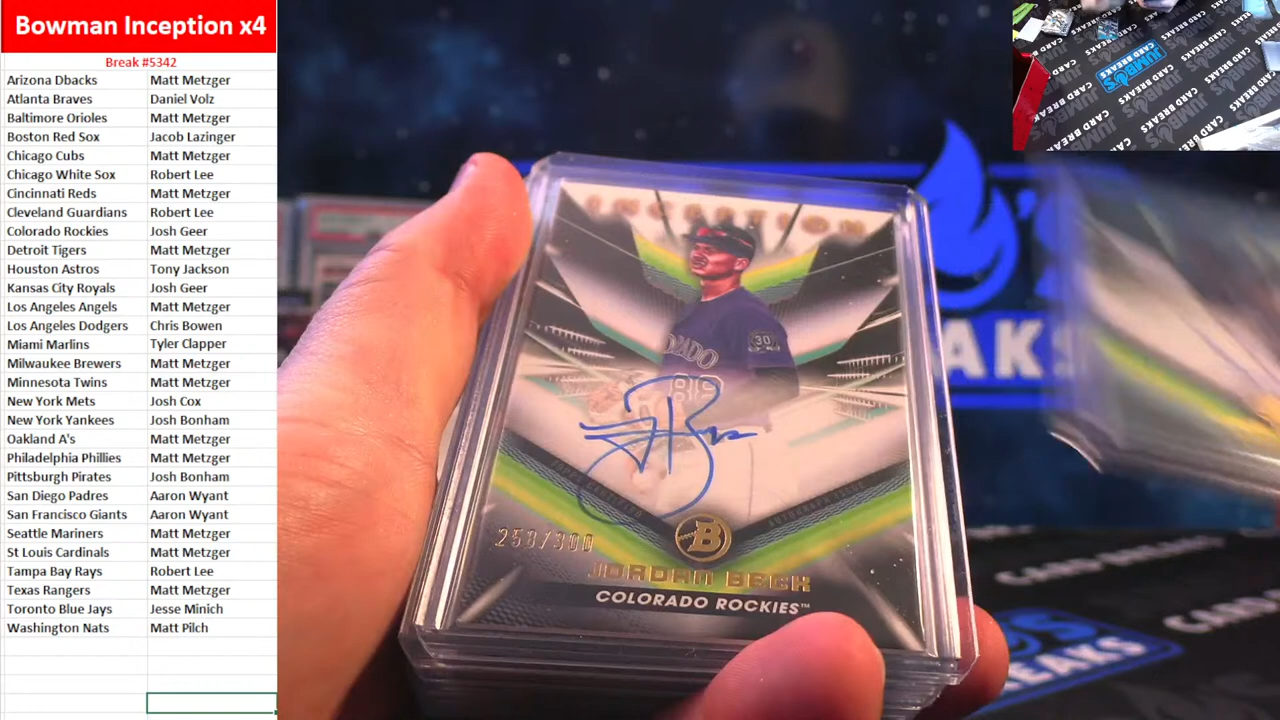 Bowman Inception x4
Break #5342
Arizona Dbacks Matt Metzger
Atlanta Braves Daniel Volz
Baltimore Orioles Matt Metzger
Boston Red Sox Jacob Lazinger
Chicago Cubs Matt Metzger
Chicago White Sox Robert Lee
Cincinnati Reds Matt Metzger
Cleveland Guardians Robert Lee
Colorado Rockies Josh Geer
Detroit Tigers Matt Metzger
Houston Astros Tony Jackson
Kansas City Royals Josh Geer
Los Angeles Angels Matt Metzger
Los Angeles Dodgers Chris Bowen
Miami Marlins Tyler Clapper
Milwaukee Brewers Matt Metzger
Minnesota Twins Matt Metzger
New York Mets Josh Cox
New York Yankees Josh Bonham
Oakland A's Matt Metzger
Philadelphia Phillies Matt Metzger
Pittsburgh Pirates Josh Bonham
San Diego Padres Aaron Wyant
San Francisco Giants Aaron Wyant
Seattle Mariners Matt Metzger
St Louis Cardinals Matt Metzger
Tampa Bay Rays Robert Lee
Texas Rangers Matt Metzger
Toronto Blue Jays Jesse Minich
Washington Nats Matt Pilch
INCEPTION
30
B
JORDAN BECK
COLORADO ROCKIES™
JUMBO'S
CARD BREAKS
CARD BREAKS
BREAKS